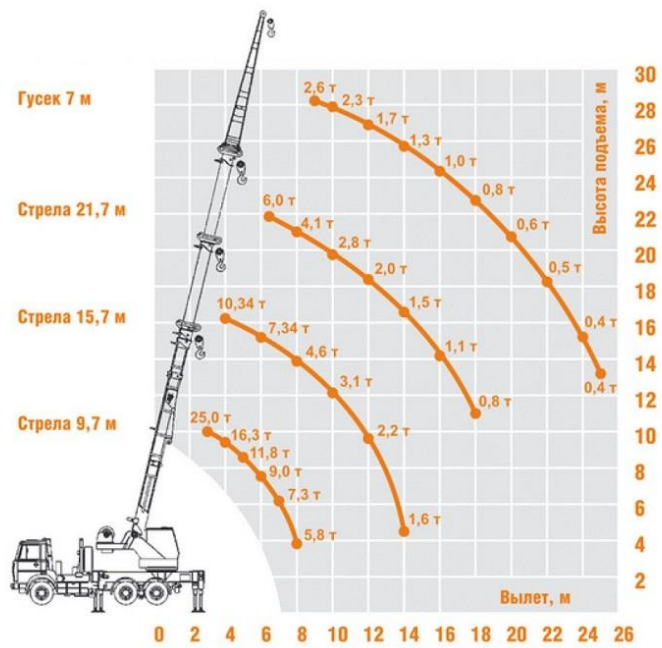 30
Гусек 7 м
2,6 т
2,3 т
1,7 т
1,3 т
1,0 т
0,8 т
0,6 т
0,5 т
0,4 т
0,4 т
Высота подъема, м
28
26
24
Стрела 21,7 м
6,0 т
4,1 т
2,8 т
2,0 т
1,5 т
1,1 т
0,8 т
22
20
18
Стрела 15,7 м
10,34 т
7,34 т
4,6 т
3,1 т
2,2 т
1,6 т
16
14
12
Стрела 9,7 м
25,0 т
16,3 т
11,8 т
9,0 т
7,3 т
5,8 т
10
8
6
4
2
Вылет, м
0 2 4 6 8 10 12 14 16 18 20 22 24 26